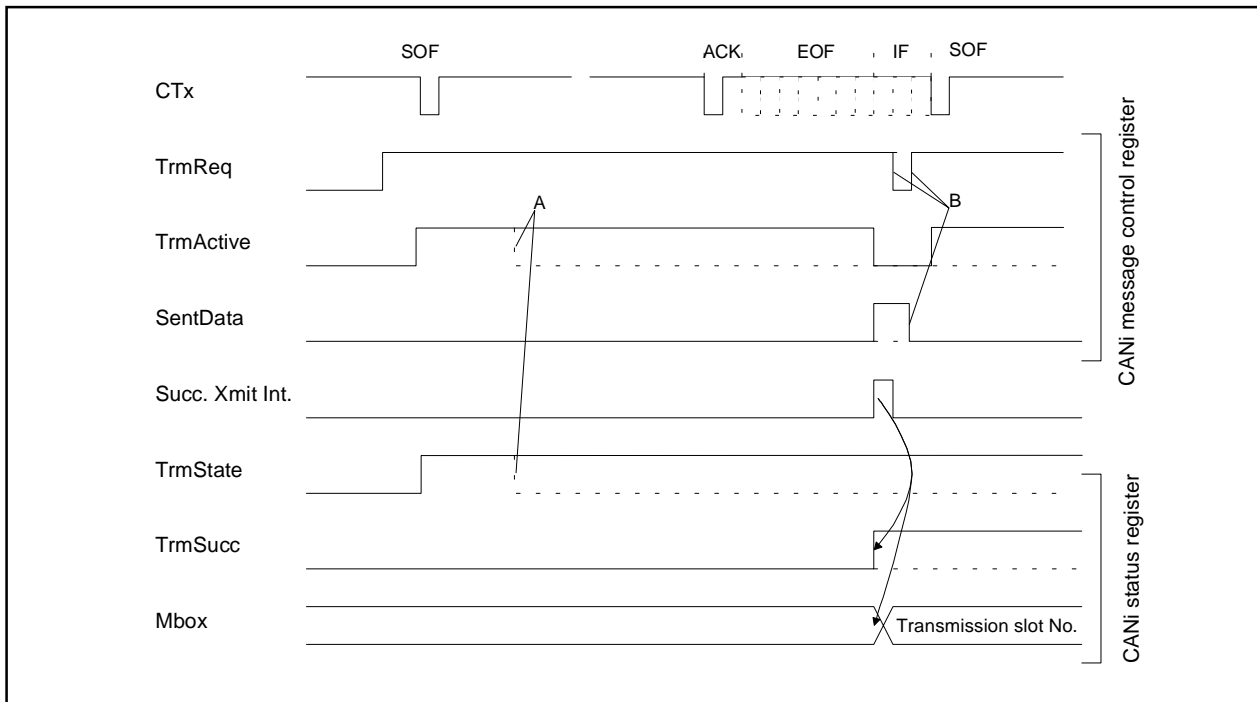 SOF ACK EOF IF SOF
CTx
TrmReq
A B
TrmActive
SentData
Succ. Xmit Int.
TrmState
TrmSucc
Mbox Transmission slot No.
CANi message control register
CANi status register